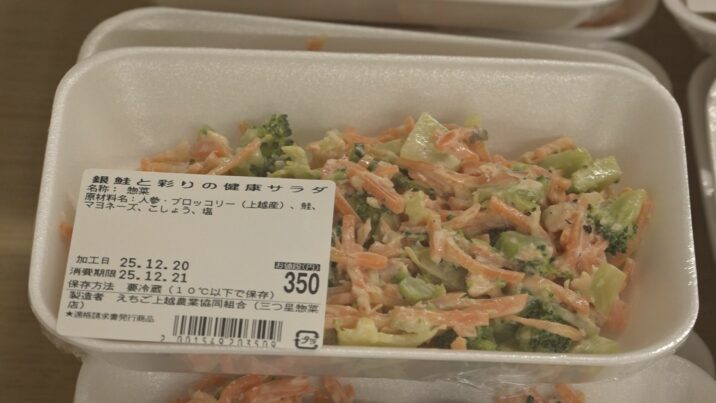 銀鮭と彩りの健康サラダ
名称: 惣菜
原材料名:人参・ブロッコリー(上越産)、鮭、
マヨネーズ、こしょう、塩
加工日 25.12.20
消費期限 25.12.21
お値段(円)
350
保存方法 要冷蔵(10℃以下で保存)
製造者 えちご上越農業協同組合(三つ星惣菜
店)
★適格請求書発行商品
2001549203509
プラ